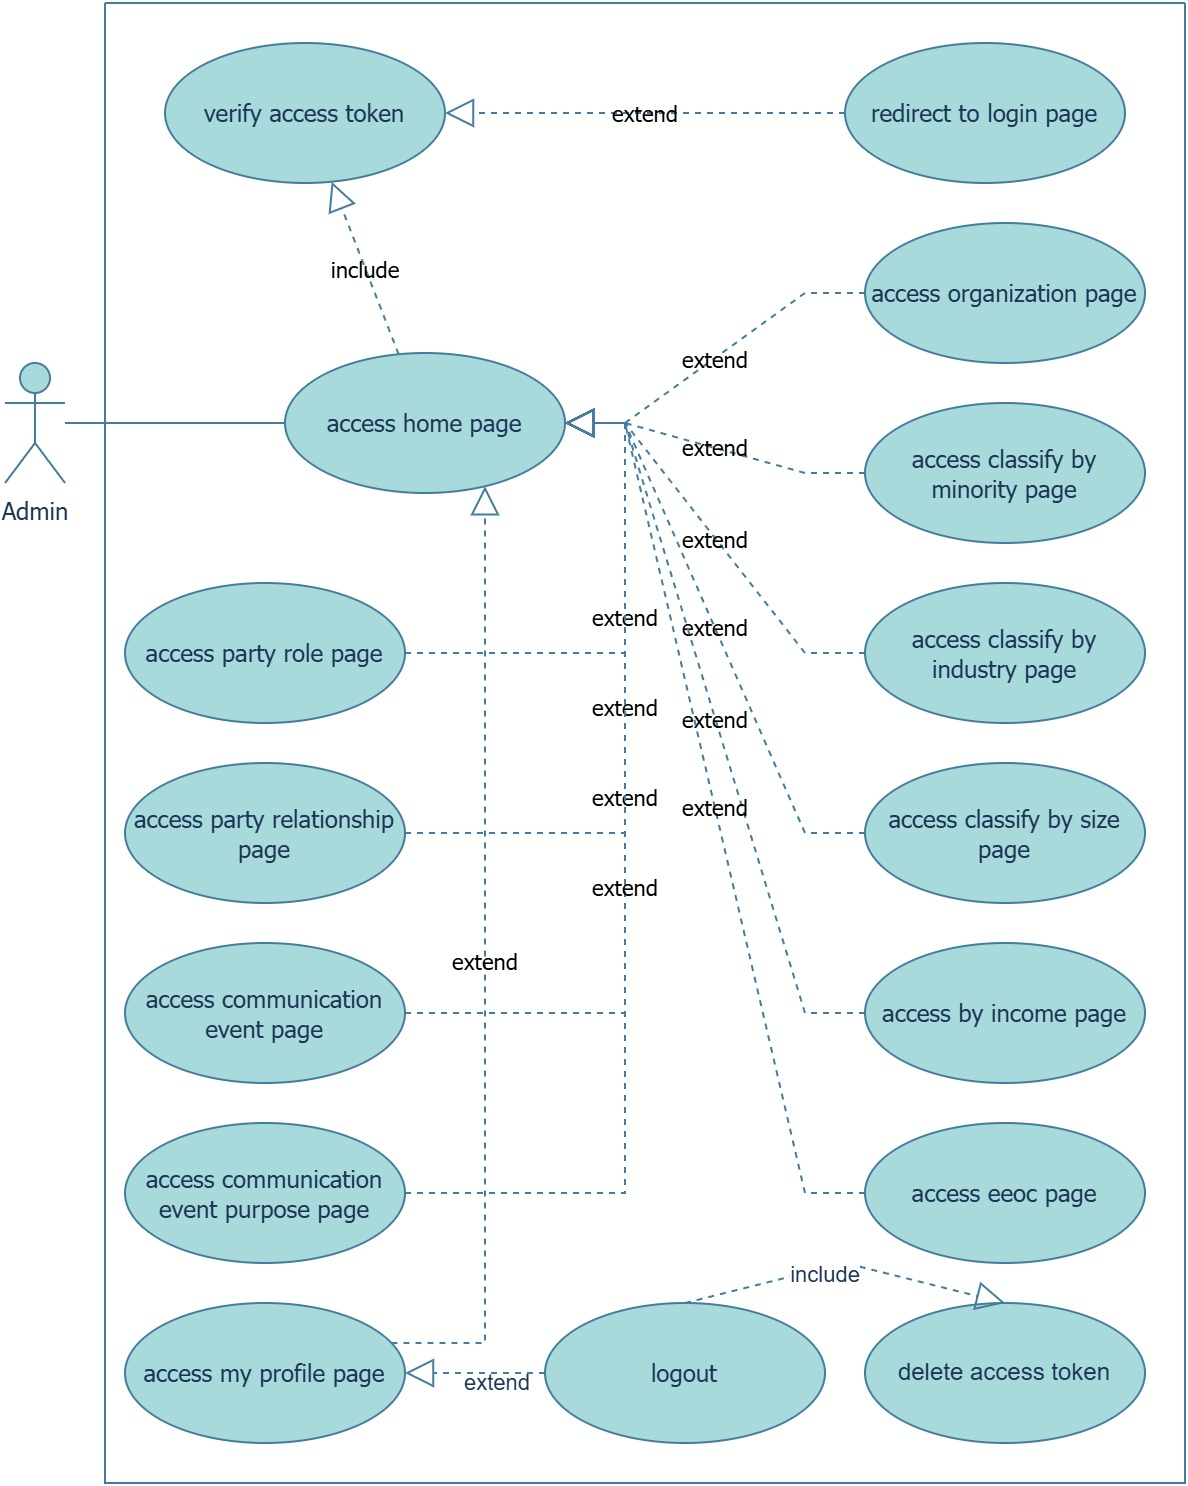 verify access token
extend
redirect to login page
include
access organization page
extend
access home page
Admin
extend
access classify by
minority page
extend
access classify by
industry page
extend
extend
access party role page
extend
extend
access party relationship
page
extend
extend
access classify by size
page
extend
extend
access communication
event page
access by income page
access communication
event purpose page
access eeoc page
include
access my profile page
extend
logout
delete access token